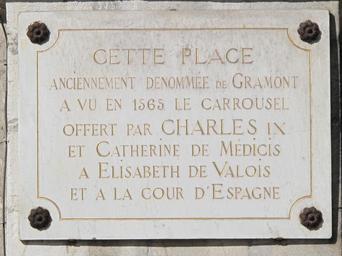 CETTE PLACE
ANCIENNEMENT DENOMMÉE DE GRAMONT
A VU EN 1565 LE CARROUSEL
OFFERT PAR CHARLES IX
ET CATHERINE DE MÉDICIS
A ELISABETH DE VALOIS
ET A LA COUR D'ESPAGNE